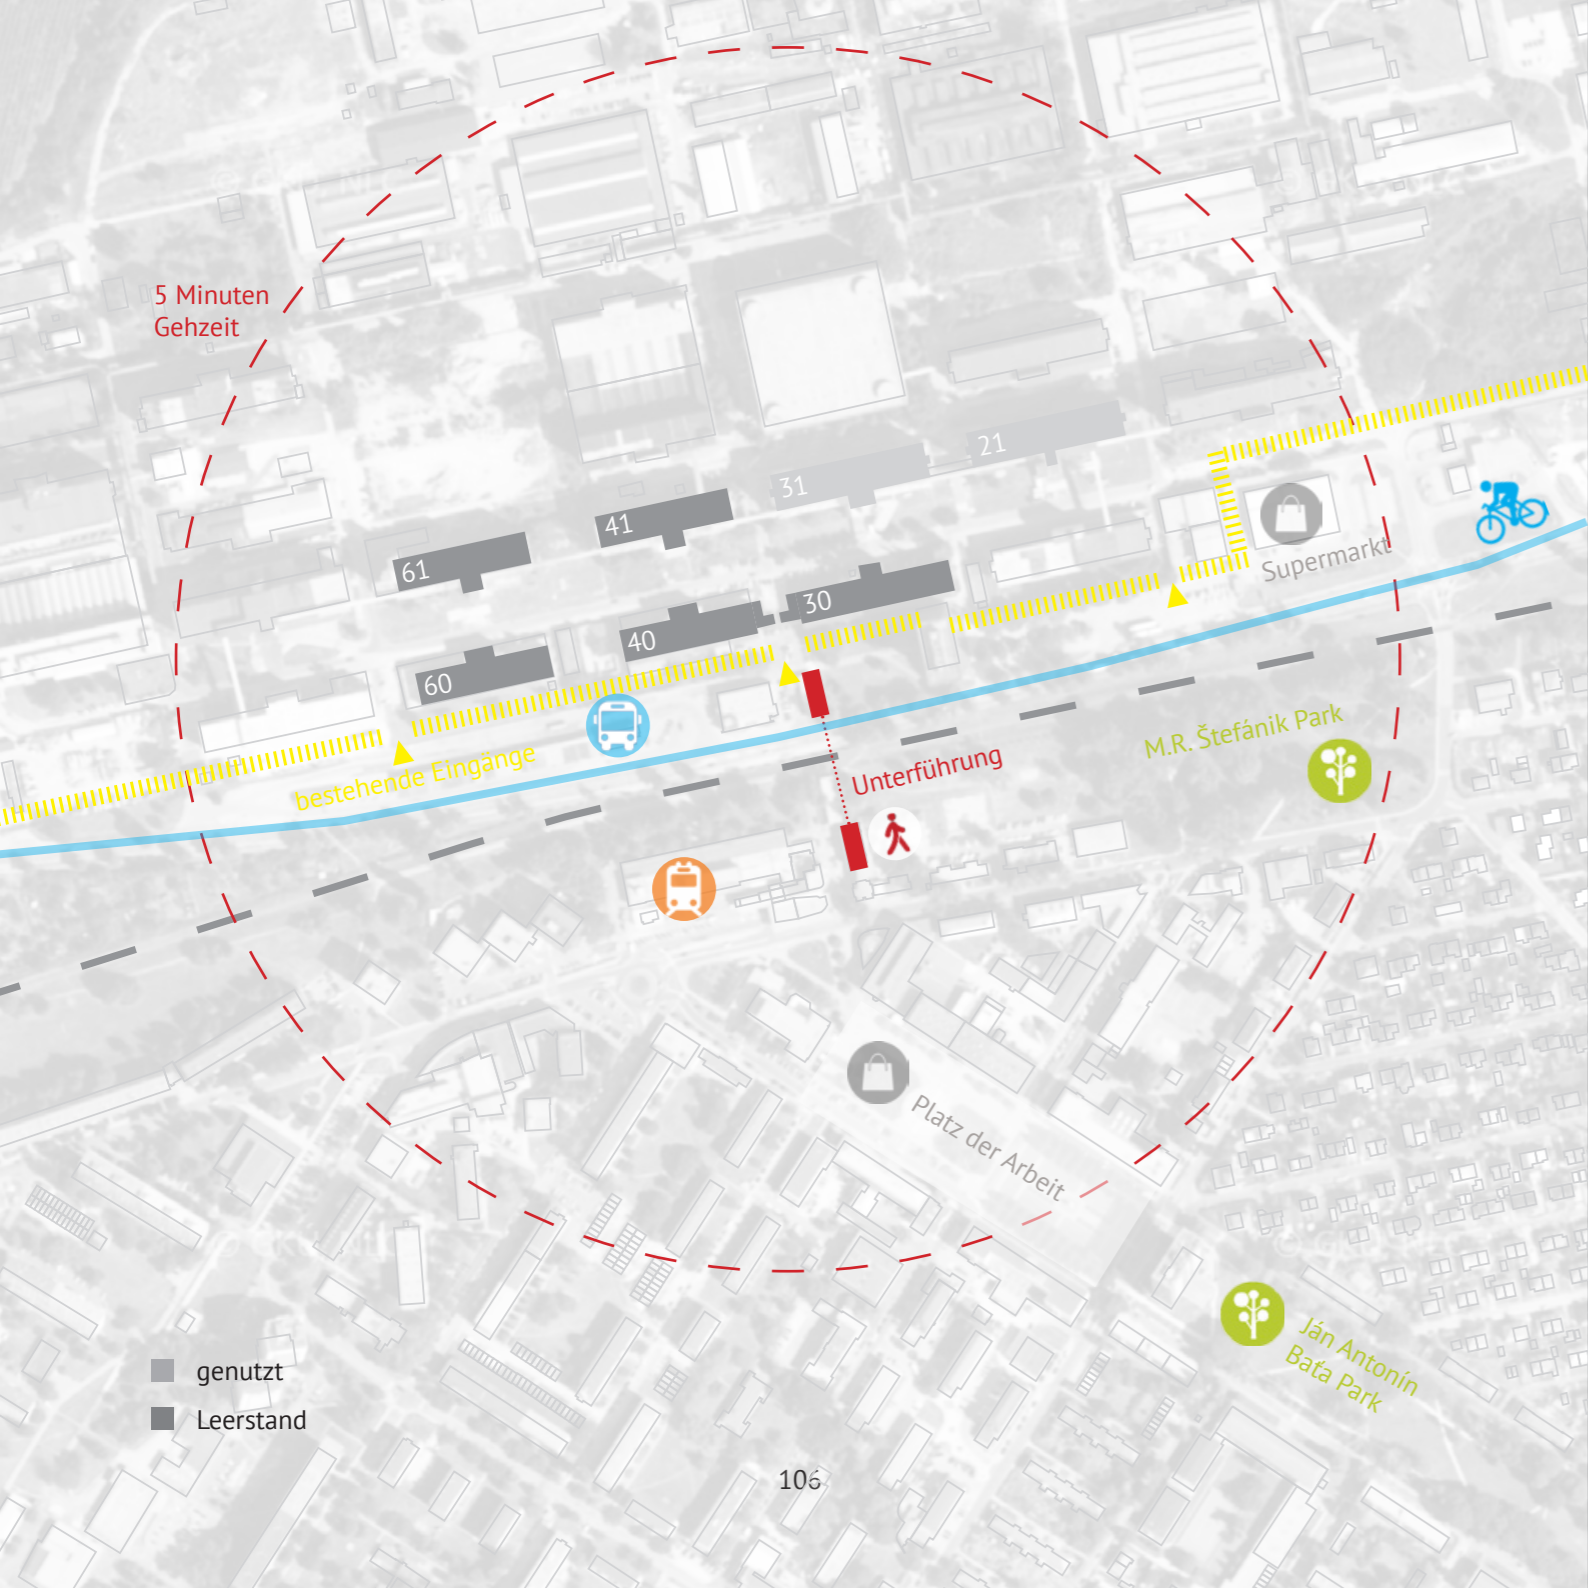 5 Minuten
Gehzeit
21
31
41
61
30
40
60
Supermarkt
M.R. Štefánik Park
bestehende Eingänge
Unterführung
Platz der Arbeit
Ján Antonín
Baťa Park
genutzt
Leerstand
106